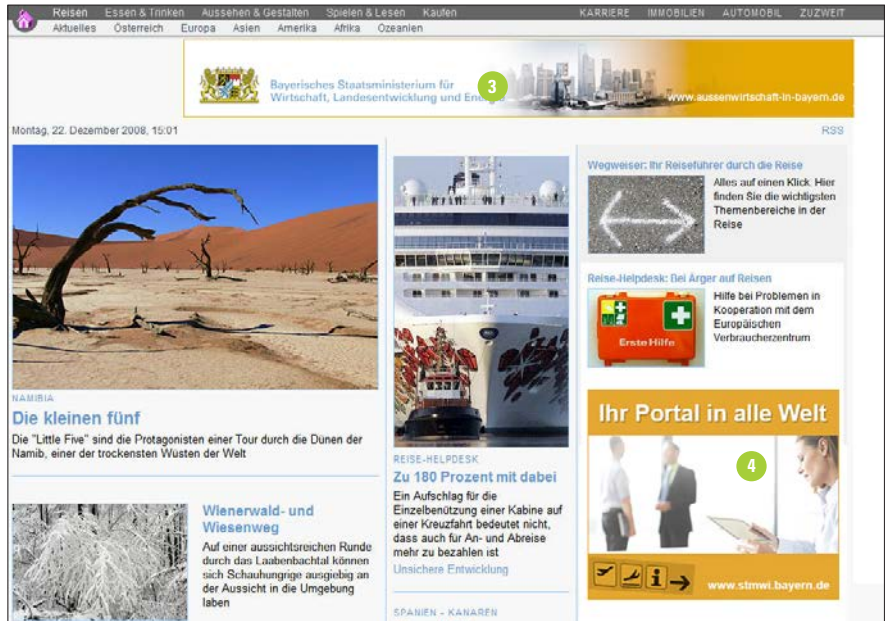 Reisen Essen & Trinken Aussehen & Gestalten Spielen & Lesen Kaufen KARRIERE IMMOBILIEN AUTOMOBIL ZUZWEIT
Aktuelles Österreich Europa Asien Amerika Afrika Ozeanien
Bayerisches Staatsministerium für
Wirtschaft, Landesentwicklung und Energie
3
www.aussenwirtschaft-in-bayern.de
Montag, 22. Dezember 2008, 15:01
RSS
NAMIBIA
Die kleinen fünf
Die "Little Five" sind die Protagonisten einer Tour durch die Dünen der
Namib, einer der trockensten Wüsten der Welt
Wienerwald- und
Wiesenweg
Auf einer aussichtsreichen Runde
durch das Laabenbachtal können
sich Schauhungrige ausgiebig an
der Aussicht in die Umgebung
laben
REISE-HELPDESK
Zu 180 Prozent mit dabei
Ein Aufschlag für die
Einzelbenützung einer Kabine auf
einer Kreuzfahrt bedeutet nicht,
dass auch für An- und Abreise
mehr zu bezahlen ist
Unsichere Entwicklung
SPANIEN - KANAREN
Wegweiser: Ihr Reiseführer durch die Reise
Alles auf einen Klick. Hier
finden Sie die wichtigsten
Themenbereiche in der
Reise
Reise-Helpdesk: Bei Ärger auf Reisen
Erste Hilfe
Hilfe bei Problemen in
Kooperation mit dem
Europäischen
Verbraucherzentrum
Ihr Portal in alle Welt
4
i
www.stmwi.bayern.de